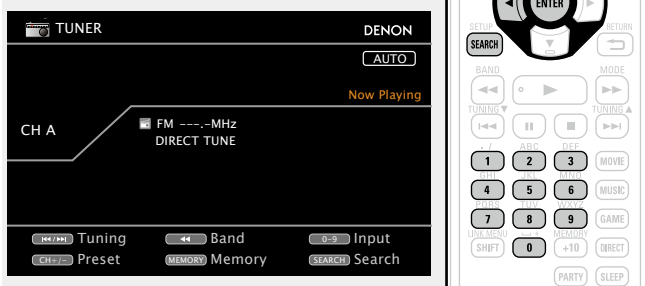 TUNER DENON
AUTO
Now Playing
CH A
FM ---.-MHz
DIRECT TUNE
Tuning Band 0-9 Input
CH+/- Preset MEMORY Memory SEARCH Search
ENTER
SETUP RETURN
SEARCH
BAND MODE
TUNING ▼ TUNING ▲
. / ABC DEF
1 2 3 MOVIE
GHI JKL MNO
4 5 6 MUSIC
PQRS TUV WXYZ
7 8 9 GAME
LINK MENU MEMORY
SHIFT 0 +10 DIRECT
PARTY SLEEP